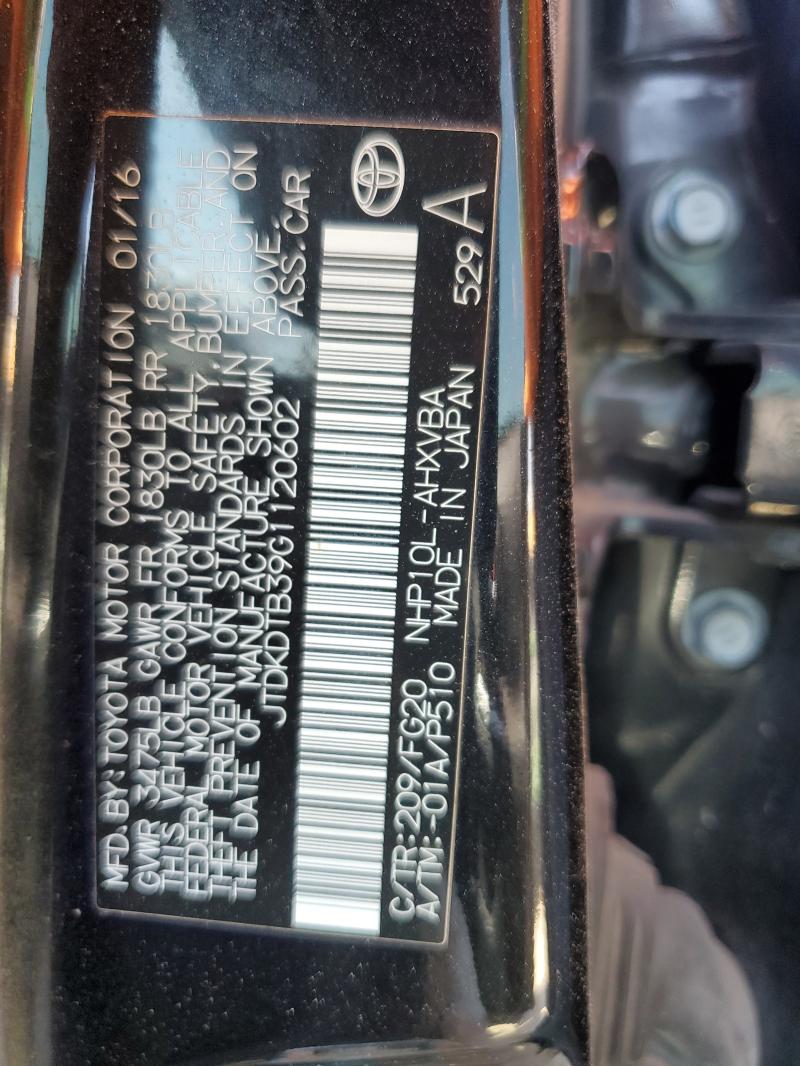 MFD.BY:TOYOTA MOTOR CORPORATION 01/16
GVWR 3475LB GAWR FR 1830LB RR 1830LB
THIS VEHICLE CONFORMS TO ALL APPLICABLE
FEDERAL MOTOR VEHICLE SAFETY, BUMPER, AND
THEFT PREVENTION STANDARDS IN EFFECT ON
THE DATE OF MANUFACTURE SHOWN ABOVE.
JTDKDTB39G1120602 PASS.CAR
C/TR:209/FG20 NHP10L-AHXVBA
A/TM:-01A/P510 MADE IN JAPAN 529 A